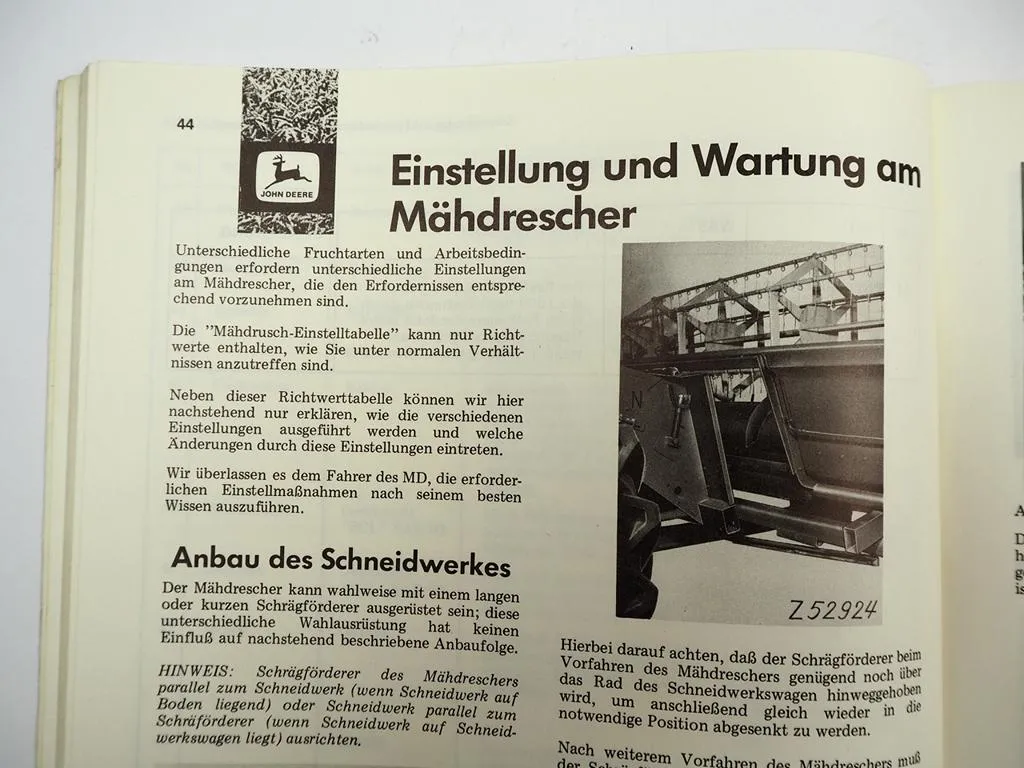 44
JOHN DEERE
Einstellung und Wartung am
Mähdrescher
Unterschiedliche Fruchtarten und Arbeitsbedin-
gungen erfordern unterschiedliche Einstellungen
am Mähdrescher, die den Erfordernissen entspre-
chend vorzunehmen sind.
Die "Mähdrusch-Einstelltabelle" kann nur Richt-
werte enthalten, wie Sie unter normalen Verhält-
nissen anzutreffen sind.
Neben dieser Richtwerttabelle können wir hier
nachstehend nur erklären, wie die verschiedenen
Einstellungen ausgeführt werden und welche
Änderungen durch diese Einstellungen eintreten.
Wir überlassen es dem Fahrer des MD, die erforder-
lichen Einstellmaßnahmen nach seinem besten
Wissen auszuführen.
Anbau des Schneidwerkes
Der Mähdrescher kann wahlweise mit einem langen
oder kurzen Schrägförderer ausgerüstet sein; diese
unterschiedliche Wahlausrüstung hat keinen
Einfluß auf nachstehend beschriebene Anbaufolge.
HINWEIS: Schrägförderer des Mähdreschers
parallel zum Schneidwerk (wenn Schneidwerk auf
Boden liegend) oder Schneidwerk parallel zum
Schräförderer (wenn Schneidwerk auf Schneid-
werkswagen liegt) ausrichten.
N
Z52924
Hierbei darauf achten, daß der Schrägförderer beim
Vorfahren des Mähdreschers genügend noch über
das Rad des Schneidwerkswagen hinweggehoben
wird, um anschließend gleich wieder in die
notwendige Position abgesenkt zu werden.
Nach weiterem Vorfahren des Mähdreschers muß
der